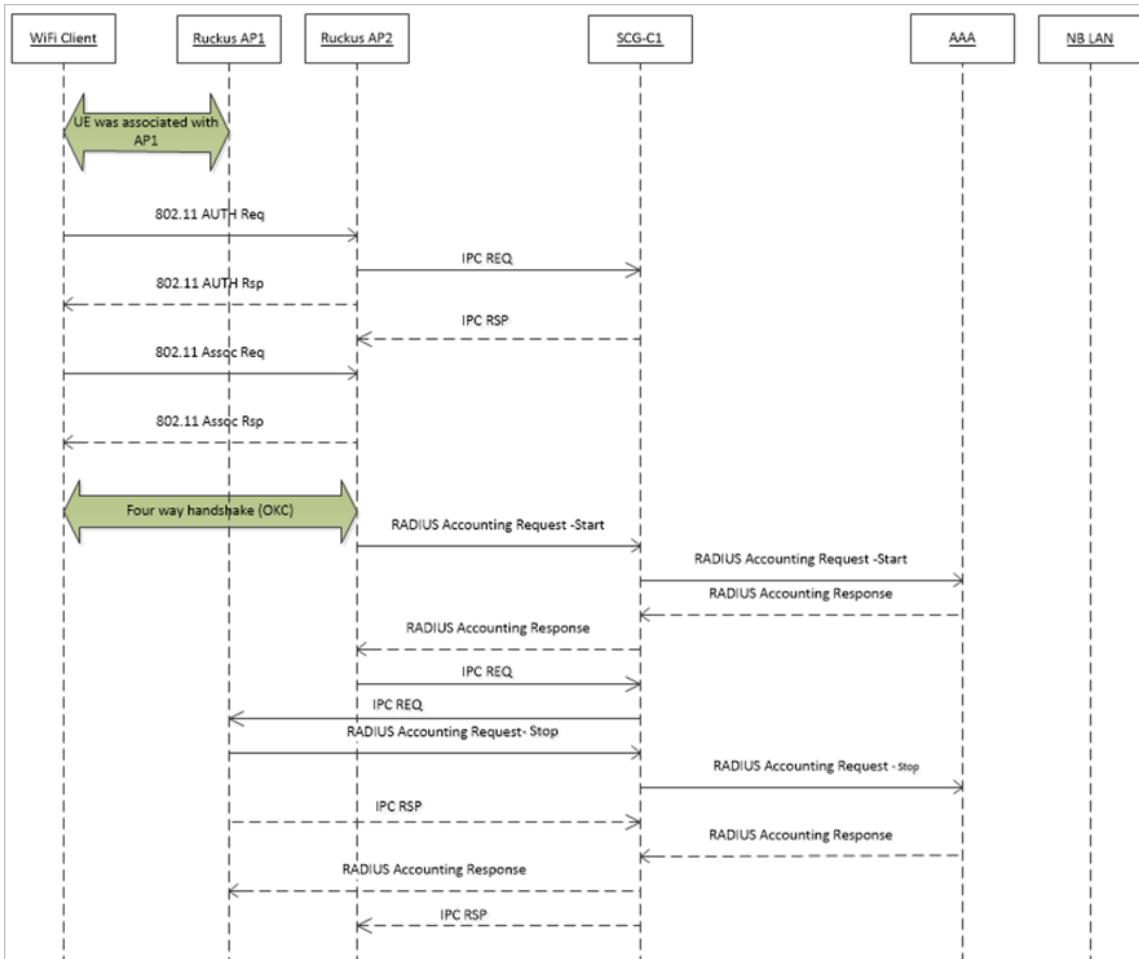 WiFi Client
Ruckus AP1
Ruckus AP2
SCG-C1
AAA
NB LAN
UE was associated with
AP1
802.11 AUTH Req
IPC REQ
802.11 AUTH Rsp
IPC RSP
802.11 Assoc Req
802.11 Assoc Rsp
Four way handshake (OKC)
RADIUS Accounting Request -Start
RADIUS Accounting Request -Start
RADIUS Accounting Response
RADIUS Accounting Response
IPC REQ
IPC REQ
RADIUS Accounting Request- Stop
RADIUS Accounting Request - Stop
IPC RSP
RADIUS Accounting Response
RADIUS Accounting Response
IPC RSP